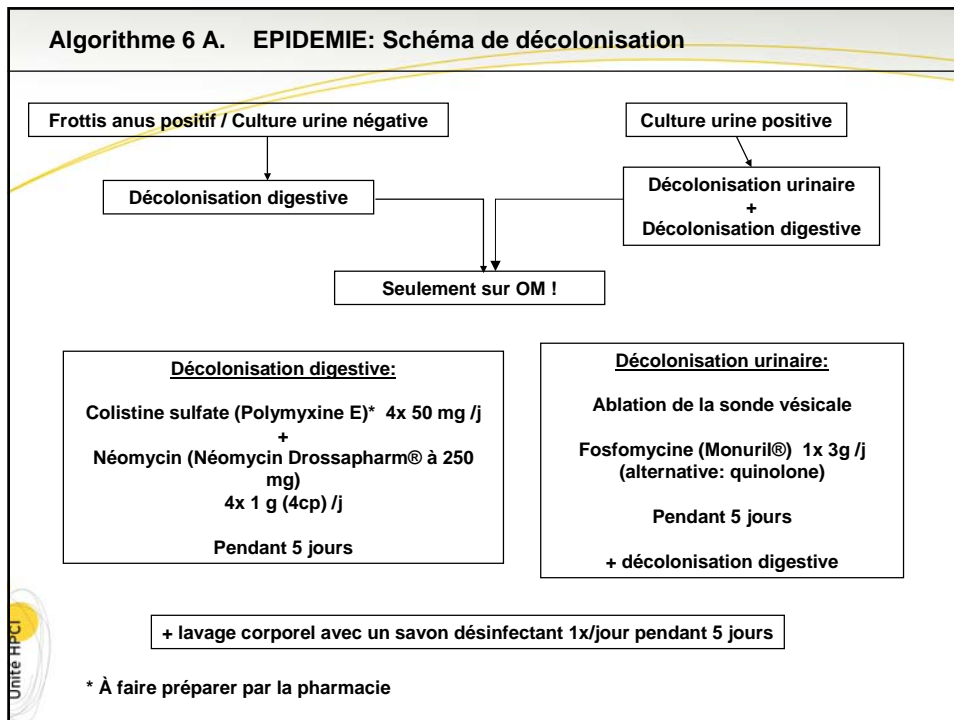 Algorithme 6 A. EPIDEMIE: Schéma de décolonisation
Frottis anus positif / Culture urine négative
Culture urine positive
Décolonisation digestive
Décolonisation urinaire
+
Décolonisation digestive
Seulement sur OM !
Décolonisation digestive:
Colistine sulfate (Polymyxine E)* 4x 50 mg /j
+
Néomycin (Néomycin Drossapharm® à 250
mg)
4x 1 g (4cp) /j
Pendant 5 jours
Décolonisation urinaire:
Ablation de la sonde vésicale
Fosfomycine (Monuril®) 1x 3g /j
(alternative: quinolone)
Pendant 5 jours
+ décolonisation digestive
+ lavage corporel avec un savon désinfectant 1x/jour pendant 5 jours
* À faire préparer par la pharmacie
Unité HPCI